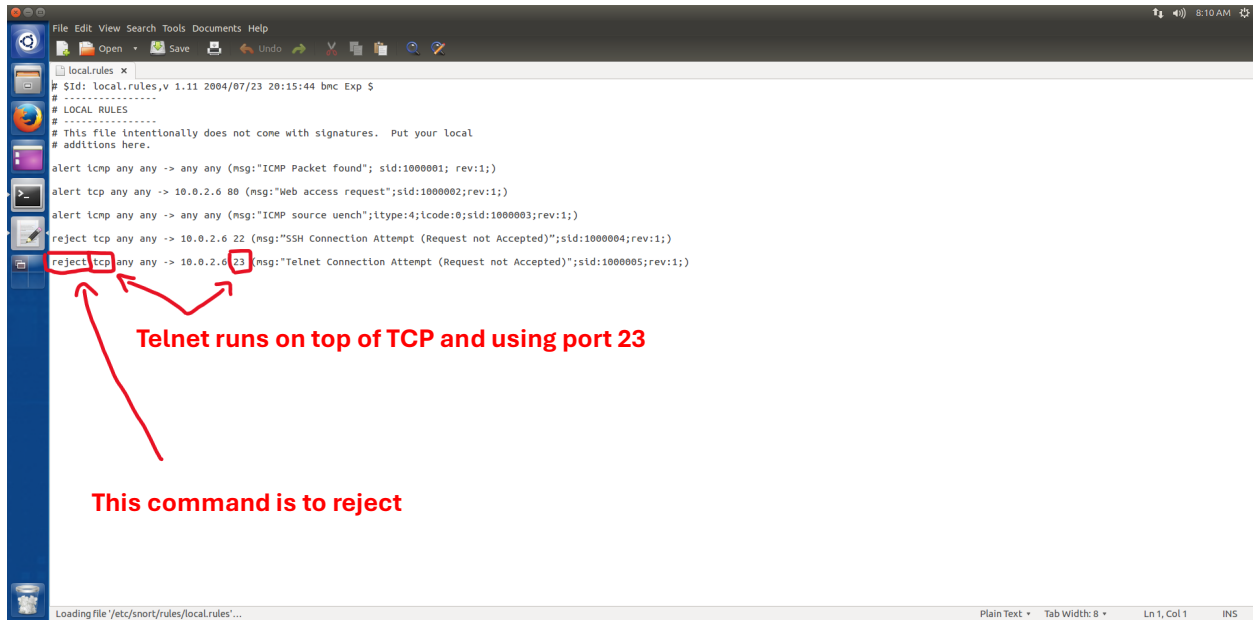 8:10 AM
File Edit View Search Tools Documents Help
Open Save Undo
local.rules ×
# $Id: local.rules,v 1.11 2004/07/23 20:15:44 bmc Exp $
# ----------------
# LOCAL RULES
# ----------------
# This file intentionally does not come with signatures.  Put your local
# additions here.
alert icmp any any -> any any (msg:"ICMP Packet found"; sid:1000001; rev:1;)
alert tcp any any -> 10.0.2.6 80 (msg:"Web access request";sid:1000002;rev:1;)
alert icmp any any -> any any (msg:"ICMP source uench";itype:4;icode:0;sid:1000003;rev:1;)
reject tcp any any -> 10.0.2.6 22 (msg:”SSH Connection Attempt (Request not Accepted)”;sid:1000004;rev:1;)
reject tcp any any -> 10.0.2.6 23 (msg:"Telnet Connection Attempt (Request not Accepted)";sid:1000005;rev:1;)
Telnet runs on top of TCP and using port 23
This command is to reject
Loading file '/etc/snort/rules/local.rules'... Plain Text Tab Width: 8 Ln 1, Col 1 INS